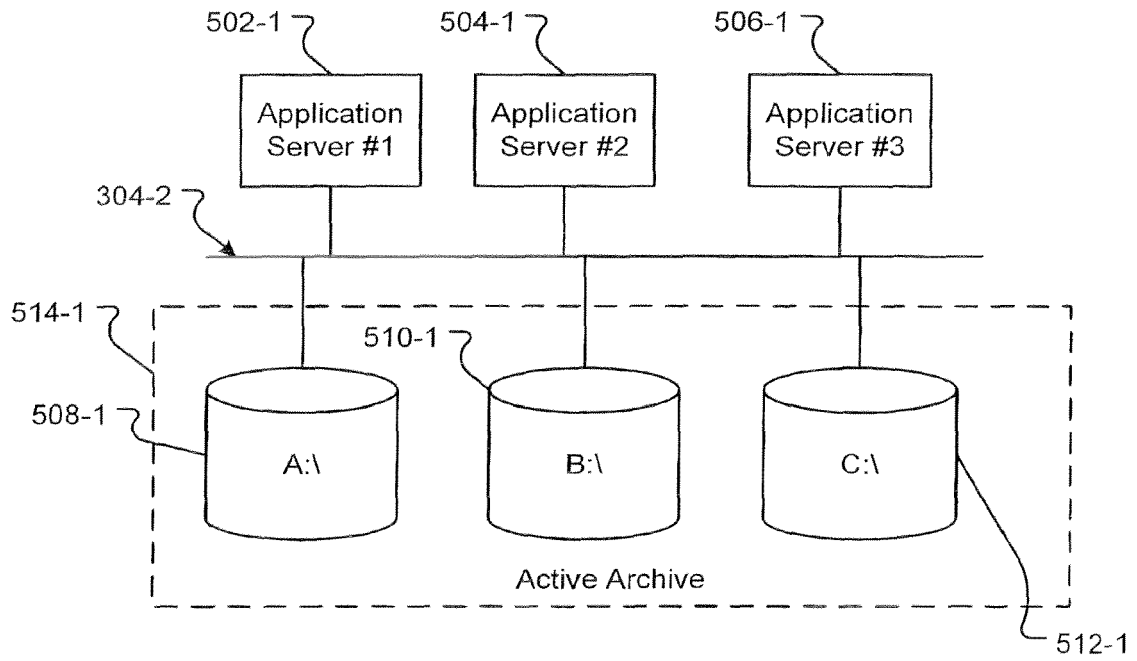 502-1
504-1
506-1
Application
Server #1
Application
Server #2
Application
Server #3
304-2
514-1
510-1
508-1
A:\
B:\
C:\
Active Archive
512-1